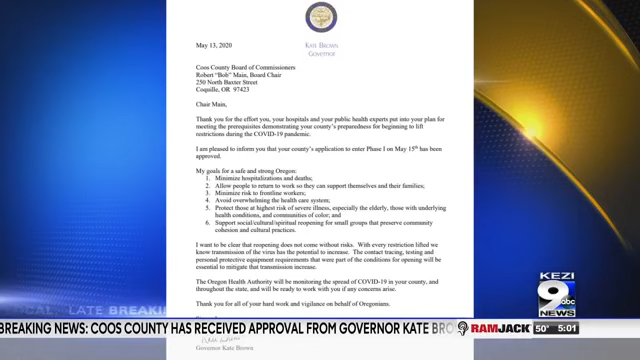 KATE BROWN
GOVERNOR
May 13, 2020
Coos County Board of Commissioners
Robert "Bob" Main, Board Chair
250 North Baxter Street
Coquille, OR 97423
Chair Main,
Thank you for the effort you, your hospitals and your public health experts put into your plan for
meeting the prerequisites demonstrating your county's preparedness for beginning to lift
restrictions during the COVID-19 pandemic.
I am pleased to inform you that your county's application to enter Phase I on May 15th has been
approved.
My goals for a safe and strong Oregon:
1. Minimize hospitalizations and deaths;
2. Allow people to return to work so they can support themselves and their families;
3. Minimize risk to frontline workers;
4. Avoid overwhelming the health care system;
5. Protect those at highest risk of severe illness, especially the elderly, those with underlying
health conditions, and communities of color; and
6. Support social/cultural/spiritual reopening for small groups that preserve community
cohesion and cultural practices.
I want to be clear that reopening does not come without risks. With every restriction lifted we
know transmission of the virus has the potential to increase. The contact tracing, testing and
personal protective equipment requirements that were part of the conditions for opening will be
essential to mitigate that transmission increase.
The Oregon Health Authority will be monitoring the spread of COVID-19 in your county, and
throughout the state, and will be ready to work with you if any concerns arise.
Thank you for all of your hard work and vigilance on behalf of Oregonians.
Governor Kate Brown
KEZI
9 abc
NEWS
LATE BREAKIN
BREAKING NEWS: COOS COUNTY HAS RECEIVED APPROVAL FROM GOVERNOR KATE BRO
RAMJACK 50° 5:01